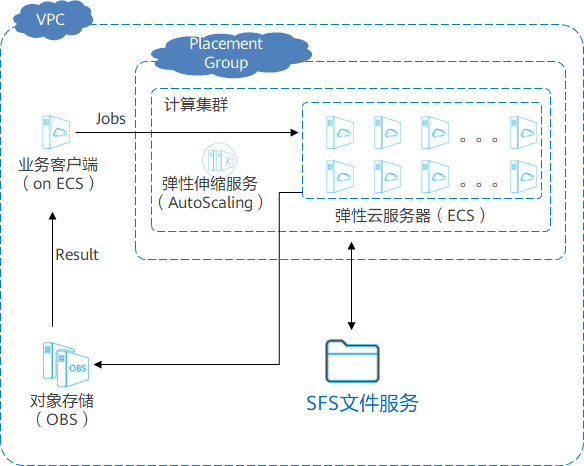 VPC
Placement
Group
计算集群
Jobs
业务客户端
（on ECS）
弹性伸缩服务
（AutoScaling）
弹性云服务器（ECS）
Result
OBS
对象存储
（OBS）
SFS文件服务